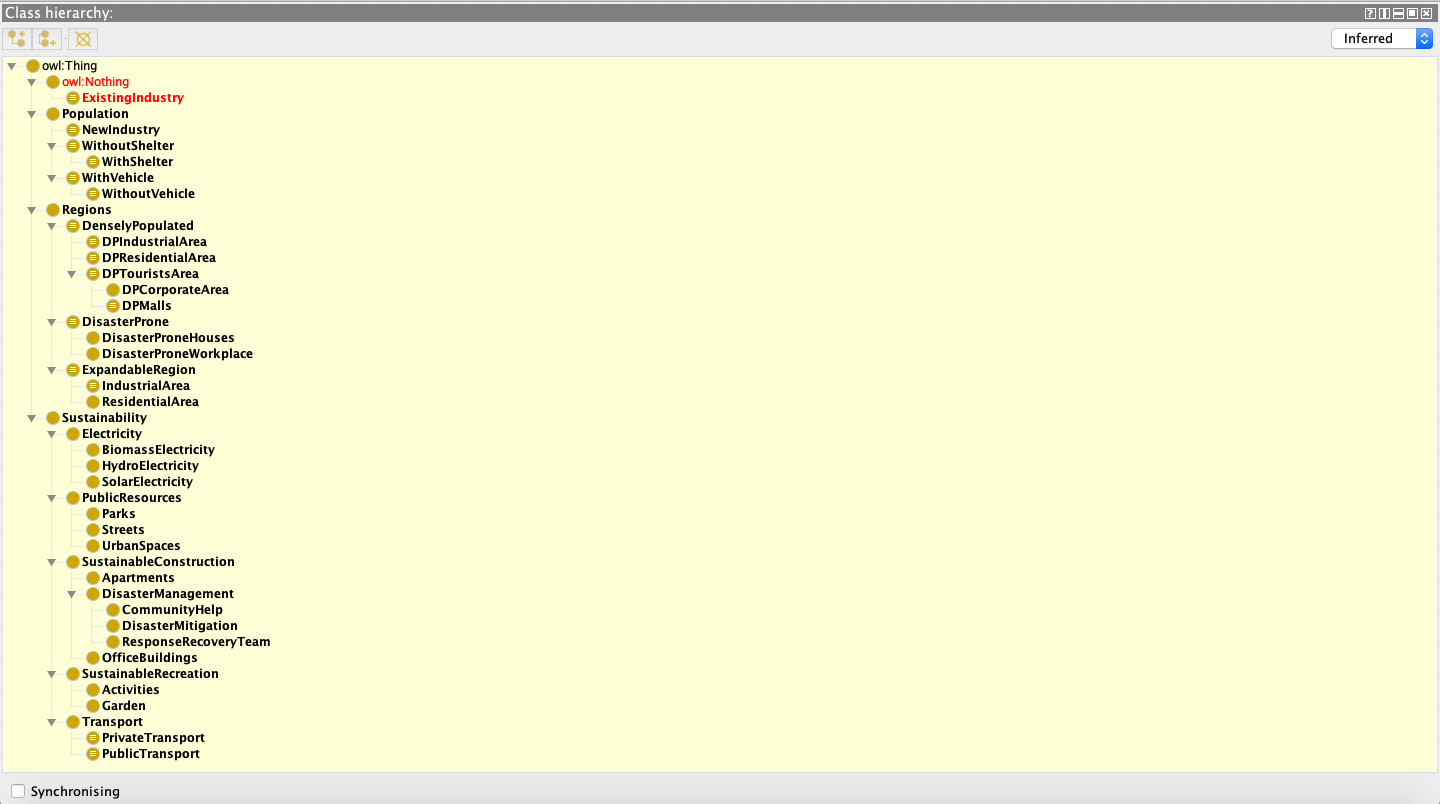 Class hierarchy:
Inferred
owl:Thing
owl:Nothing
ExistingIndustry
Population
NewIndustry
WithoutShelter
WithShelter
WithVehicle
WithoutVehicle
Regions
DenselyPopulated
DPIndustrialArea
DPResidentialArea
DPTouristsArea
DPCorporateArea
DPMalls
DisasterProne
DisasterProneHouses
DisasterProneWorkplace
ExpandableRegion
IndustrialArea
ResidentialArea
Sustainability
Electricity
BiomassElectricity
HydroElectricity
SolarElectricity
PublicResources
Parks
Streets
UrbanSpaces
SustainableConstruction
Apartments
DisasterManagement
CommunityHelp
DisasterMitigation
ResponseRecoveryTeam
OfficeBuildings
SustainableRecreation
Activities
Garden
Transport
PrivateTransport
PublicTransport
Synchronising